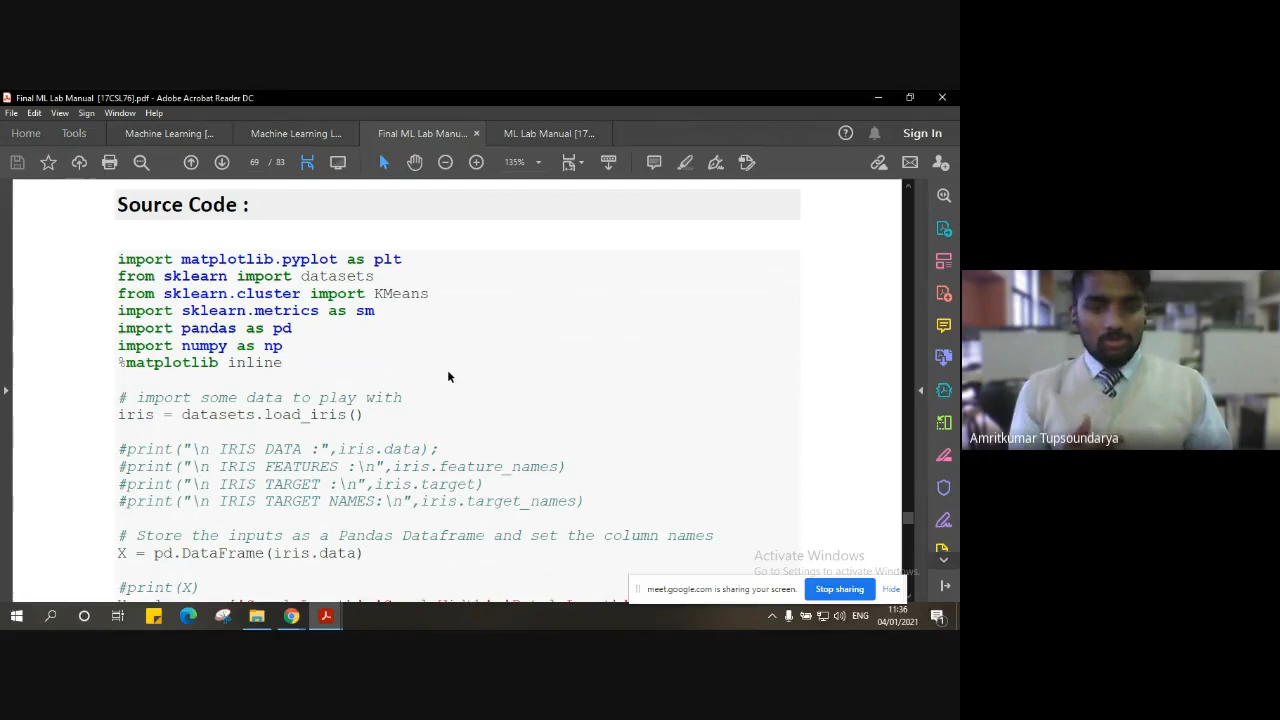 Final ML Lab Manual [17CSL76].pdf - Adobe Acrobat Reader DC
File Edit View Sign Window Help
Home Tools Machine Learning [... Machine Learning L... Final ML Lab Manu... × ML Lab Manual [17... Sign In
69 / 83 135%
Source Code :
import matplotlib.pyplot as plt
from sklearn import datasets
from sklearn.cluster import KMeans
import sklearn.metrics as sm
import pandas as pd
import numpy as np
%matplotlib inline
# import some data to play with
iris = datasets.load_iris()
#print("\n IRIS DATA :",iris.data);
#print("\n IRIS FEATURES :\n",iris.feature_names)
#print("\n IRIS TARGET :\n",iris.target)
#print("\n IRIS TARGET NAMES:\n",iris.target_names)
# Store the inputs as a Pandas Dataframe and set the column names
X = pd.DataFrame(iris.data)
#print(X)
Activate Windows
Go to Settings to activate Windows.
meet.google.com is sharing your screen. Stop sharing Hide
ENG 11:36
04/01/2021
Amritkumar Tupsoundarya